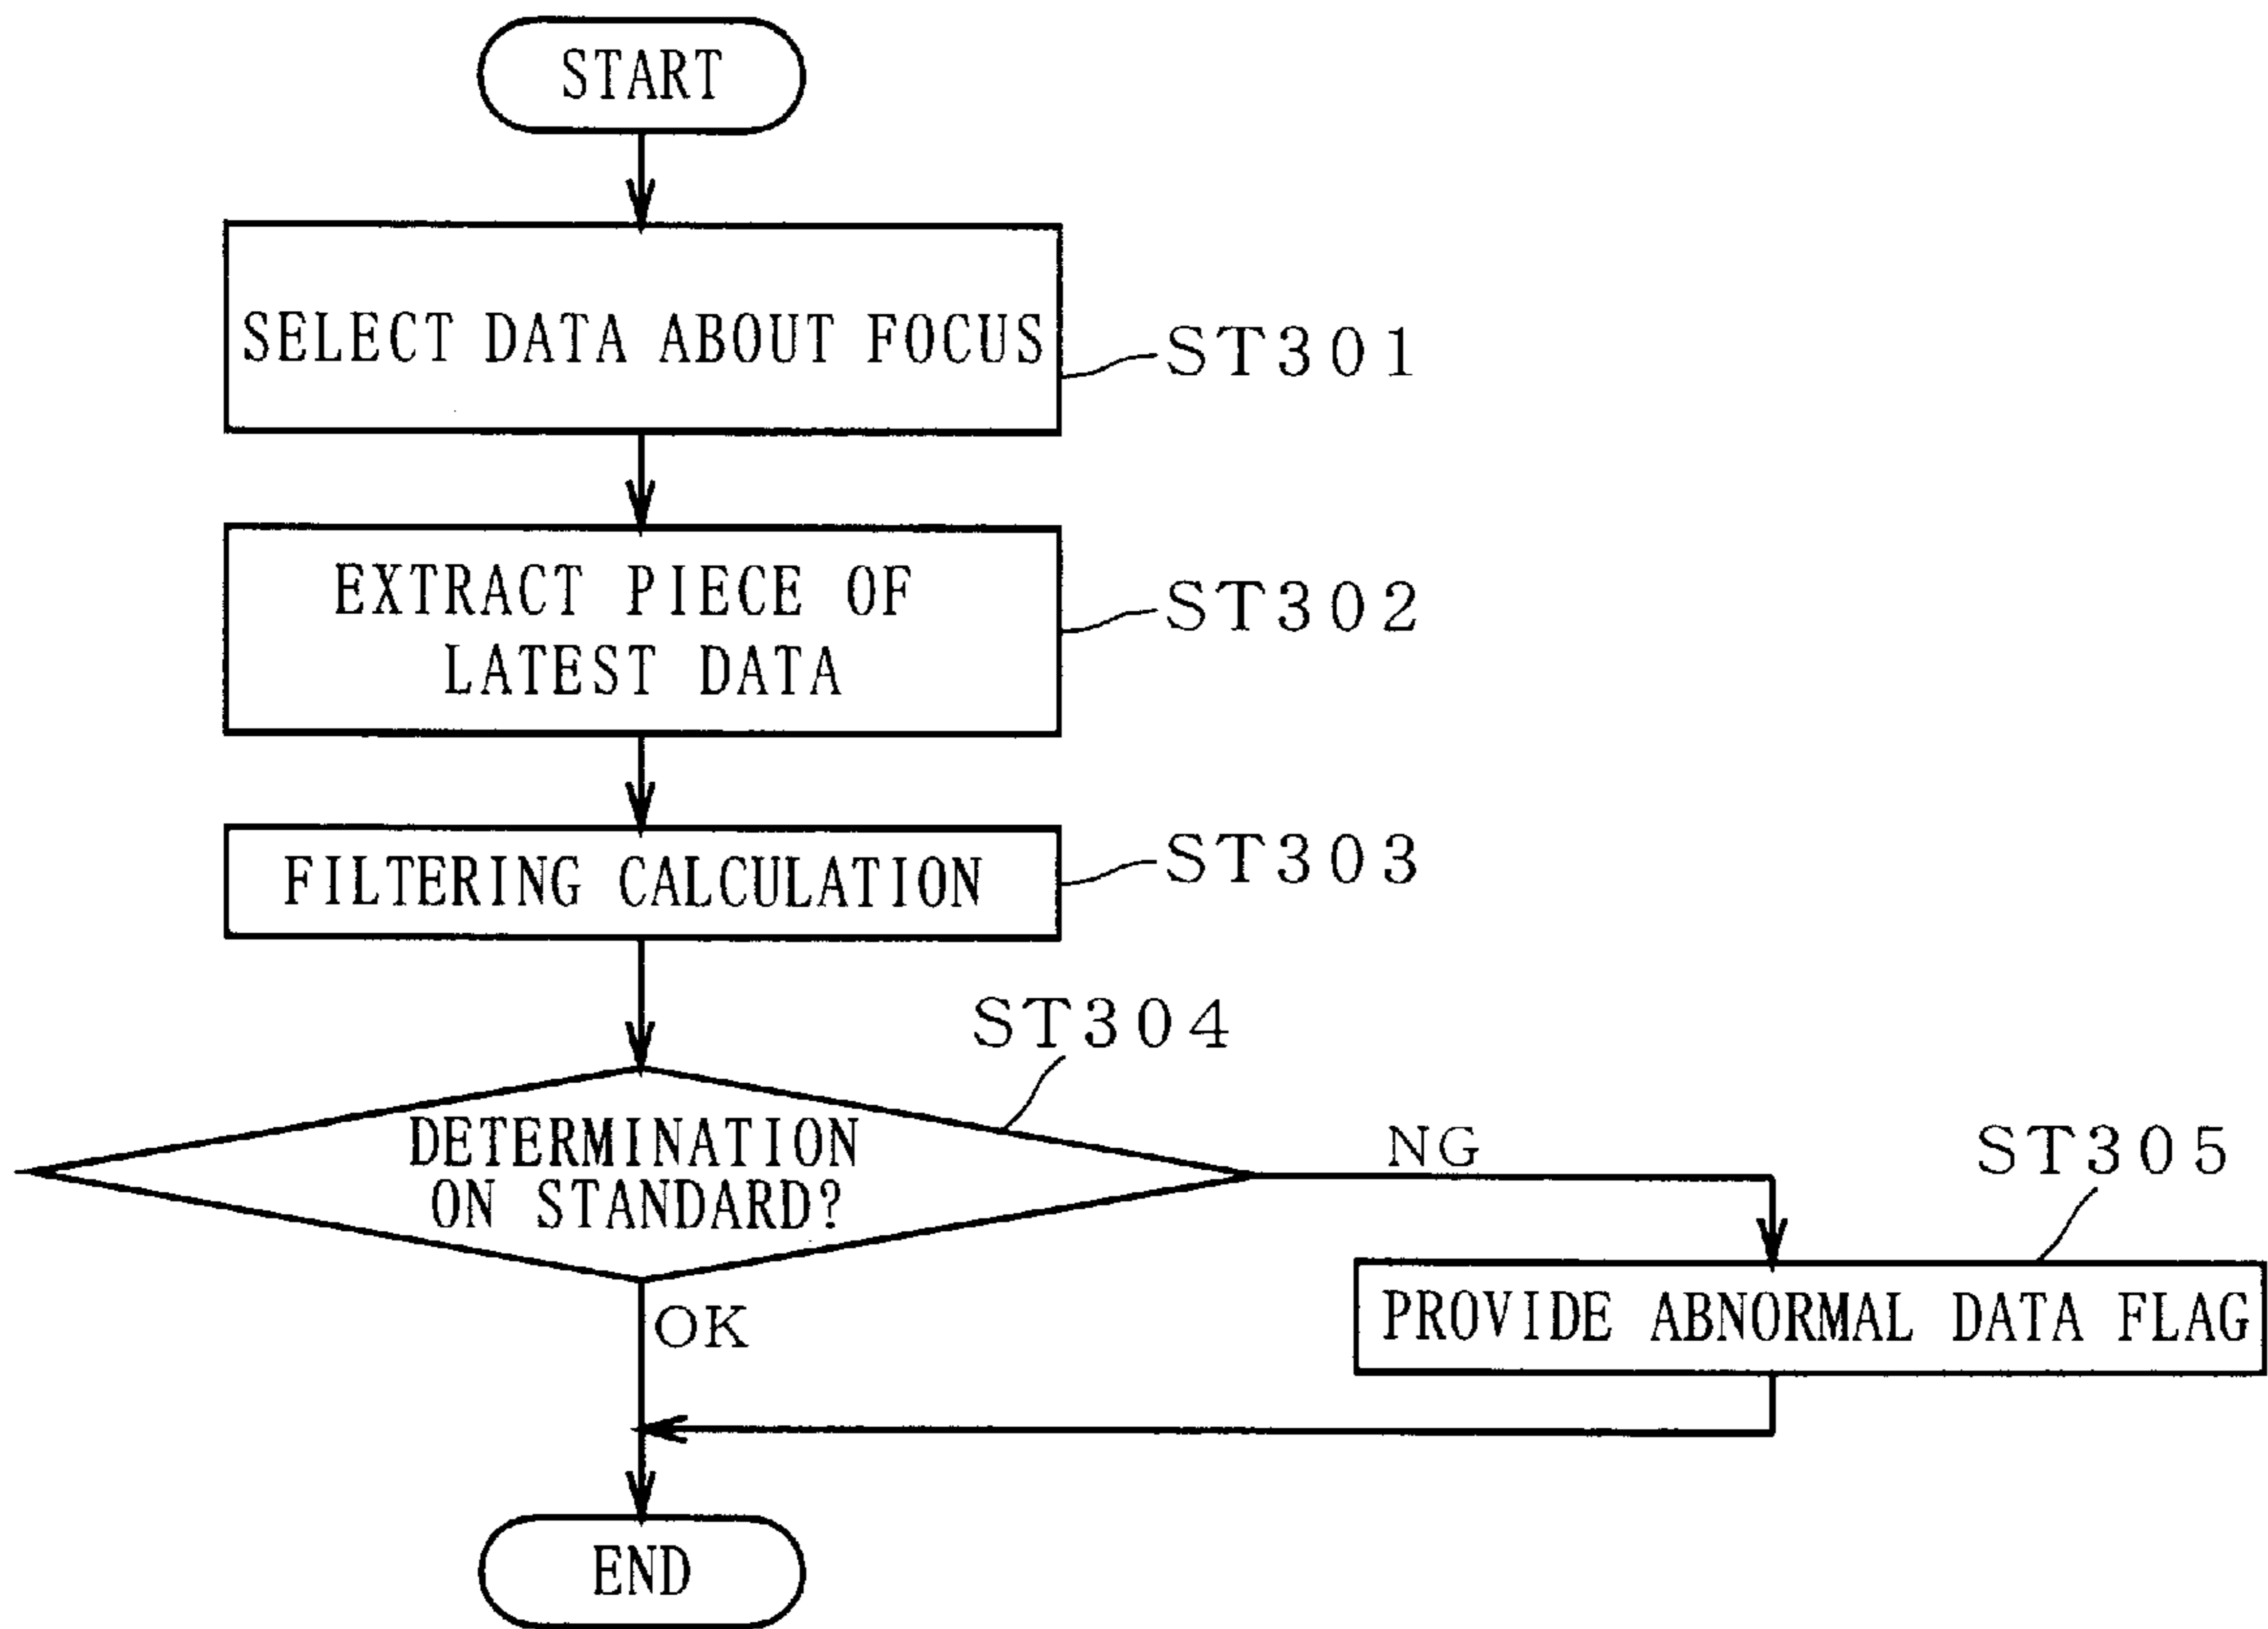 START
SELECT DATA ABOUT FOCUS
ST301
EXTRACT PIECE OF
LATEST DATA
ST302
FILTERING CALCULATION
ST303
ST304
DETERMINATION
ON STANDARD?
NG
ST305
PROVIDE ABNORMAL DATA FLAG
OK
END